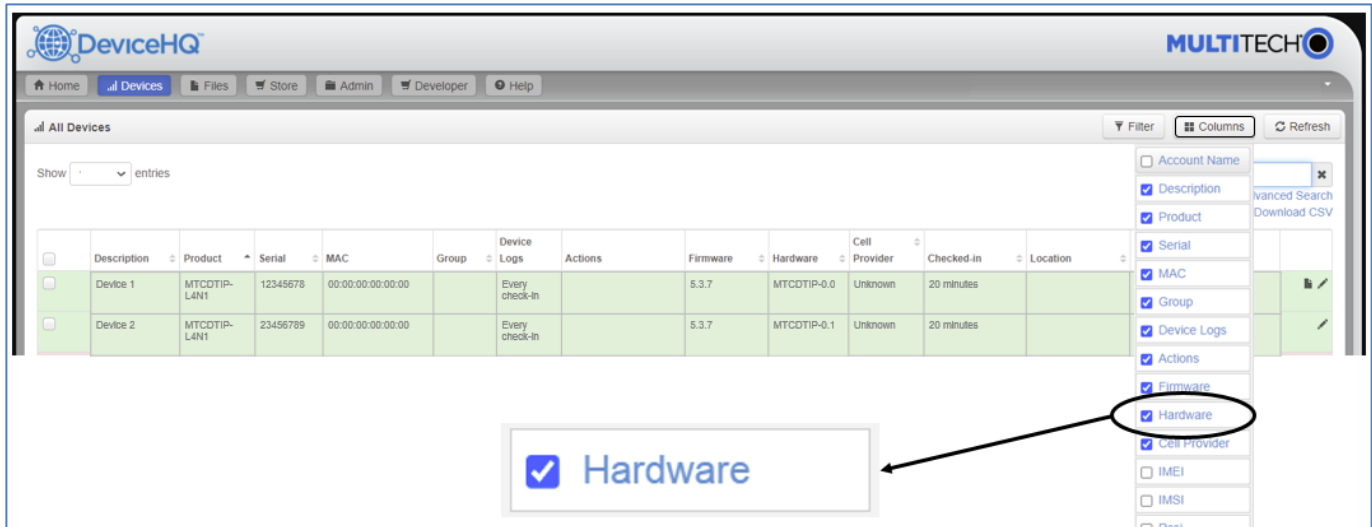 DeviceHQ™
MULTITECH
Home Devices Files Store Admin Developer Help
All Devices
Filter Columns Refresh
Show entries
Account Name
Description
Product
Serial
MAC
Group
Device Logs
Actions
Firmware
Hardware
Cell Provider
IMEI
IMSI
Search
Download CSV
Description Product Serial MAC Group Device Logs Actions Firmware Hardware Cell Provider Checked-in Location
Device 1 MTCDTIP-L4N1 12345678 00:00:00:00:00:00 Every check-in 5.3.7 MTCDTIP-0.0 Unknown 20 minutes
Device 2 MTCDTIP-L4N1 23456789 00:00:00:00:00:00 Every check-in 5.3.7 MTCDTIP-0.1 Unknown 20 minutes
Hardware